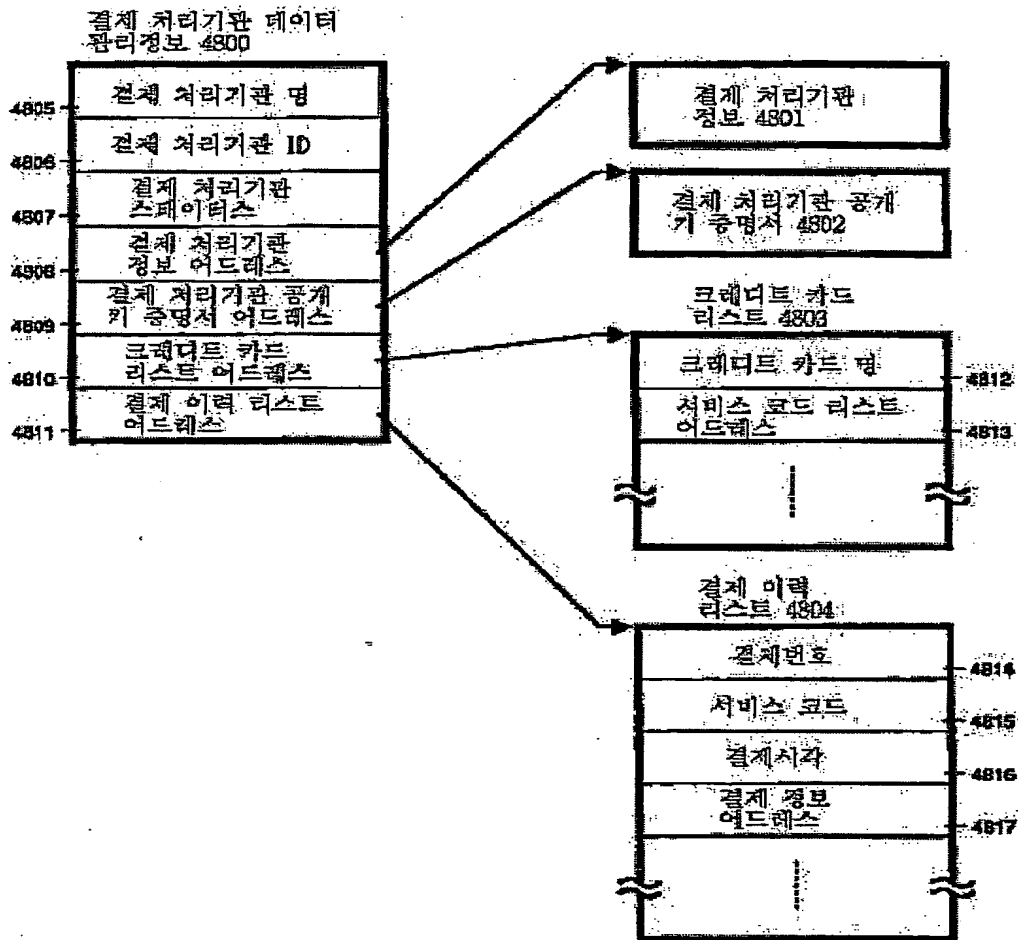 결제 처리기관 데이터
관리정보 4800
4805
결제 처리기관 명
4806
결제 처리기관 ID
4807
결제 처리기관
스테이터스
4808
결제 처리기관
정보 어드레스
4809
결제 처리기관 공개
키 증명서 어드레스
4810
크레디트 카드
리스트 어드레스
4811
결제 이력 리스트
어드레스
결제 처리기관
정보 4801
결제 처리기관 공개
키 증명서 4802
크레디트 카드
리스트 4803
크레디트 카드 명
4812
서비스 코드 리스트
어드레스
4813
결제 이력
리스트 4804
결제번호
4814
서비스 코드
4815
결제시각
4816
결제 정보
어드레스
4817